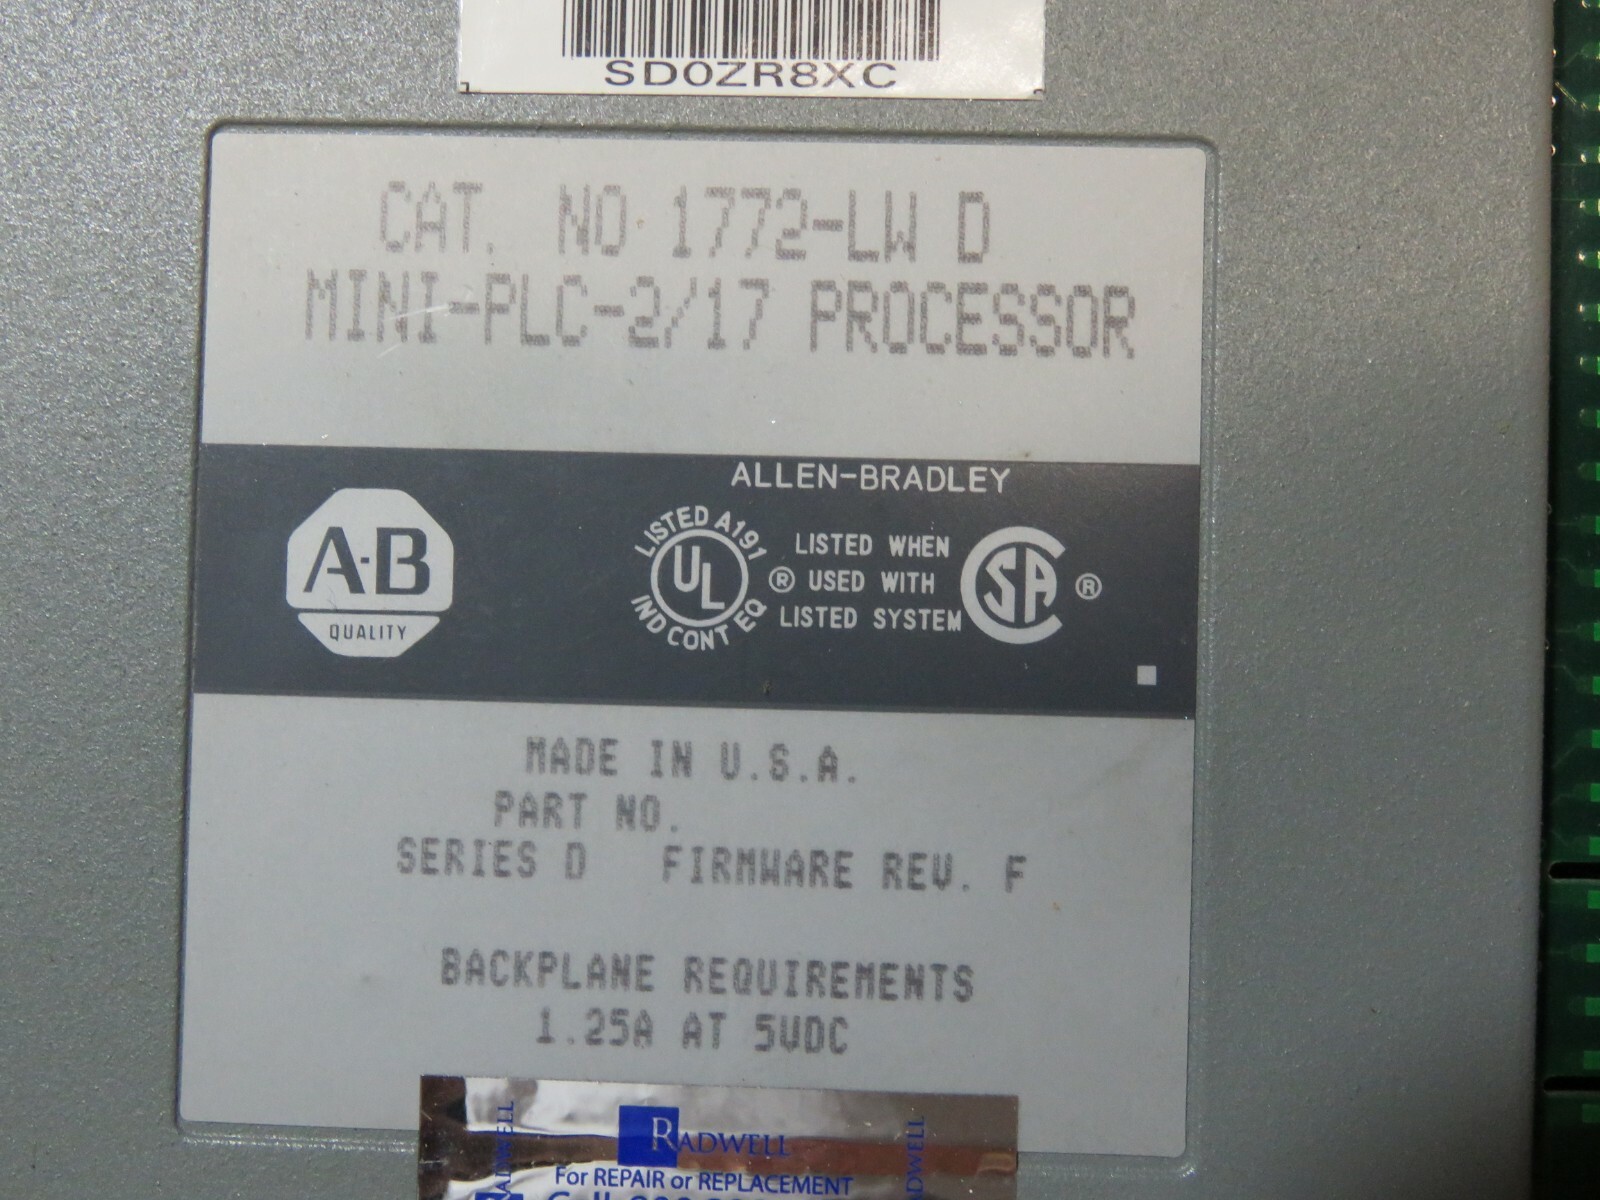 SD0ZR8XC
CAT. NO 1772-LW D
MINI-PLC-2/17 PROCESSOR
ALLEN-BRADLEY
A-B
QUALITY
LISTED A191
UL
IND CONT EQ
®
LISTED WHEN
USED WITH
LISTED SYSTEM
SA
®
MADE IN U.S.A.
PART NO.
SERIES D FIRMWARE REV. F
BACKPLANE REQUIREMENTS
1.25A AT 5VDC
RADWELL
For REPAIR or REPLACEMENT